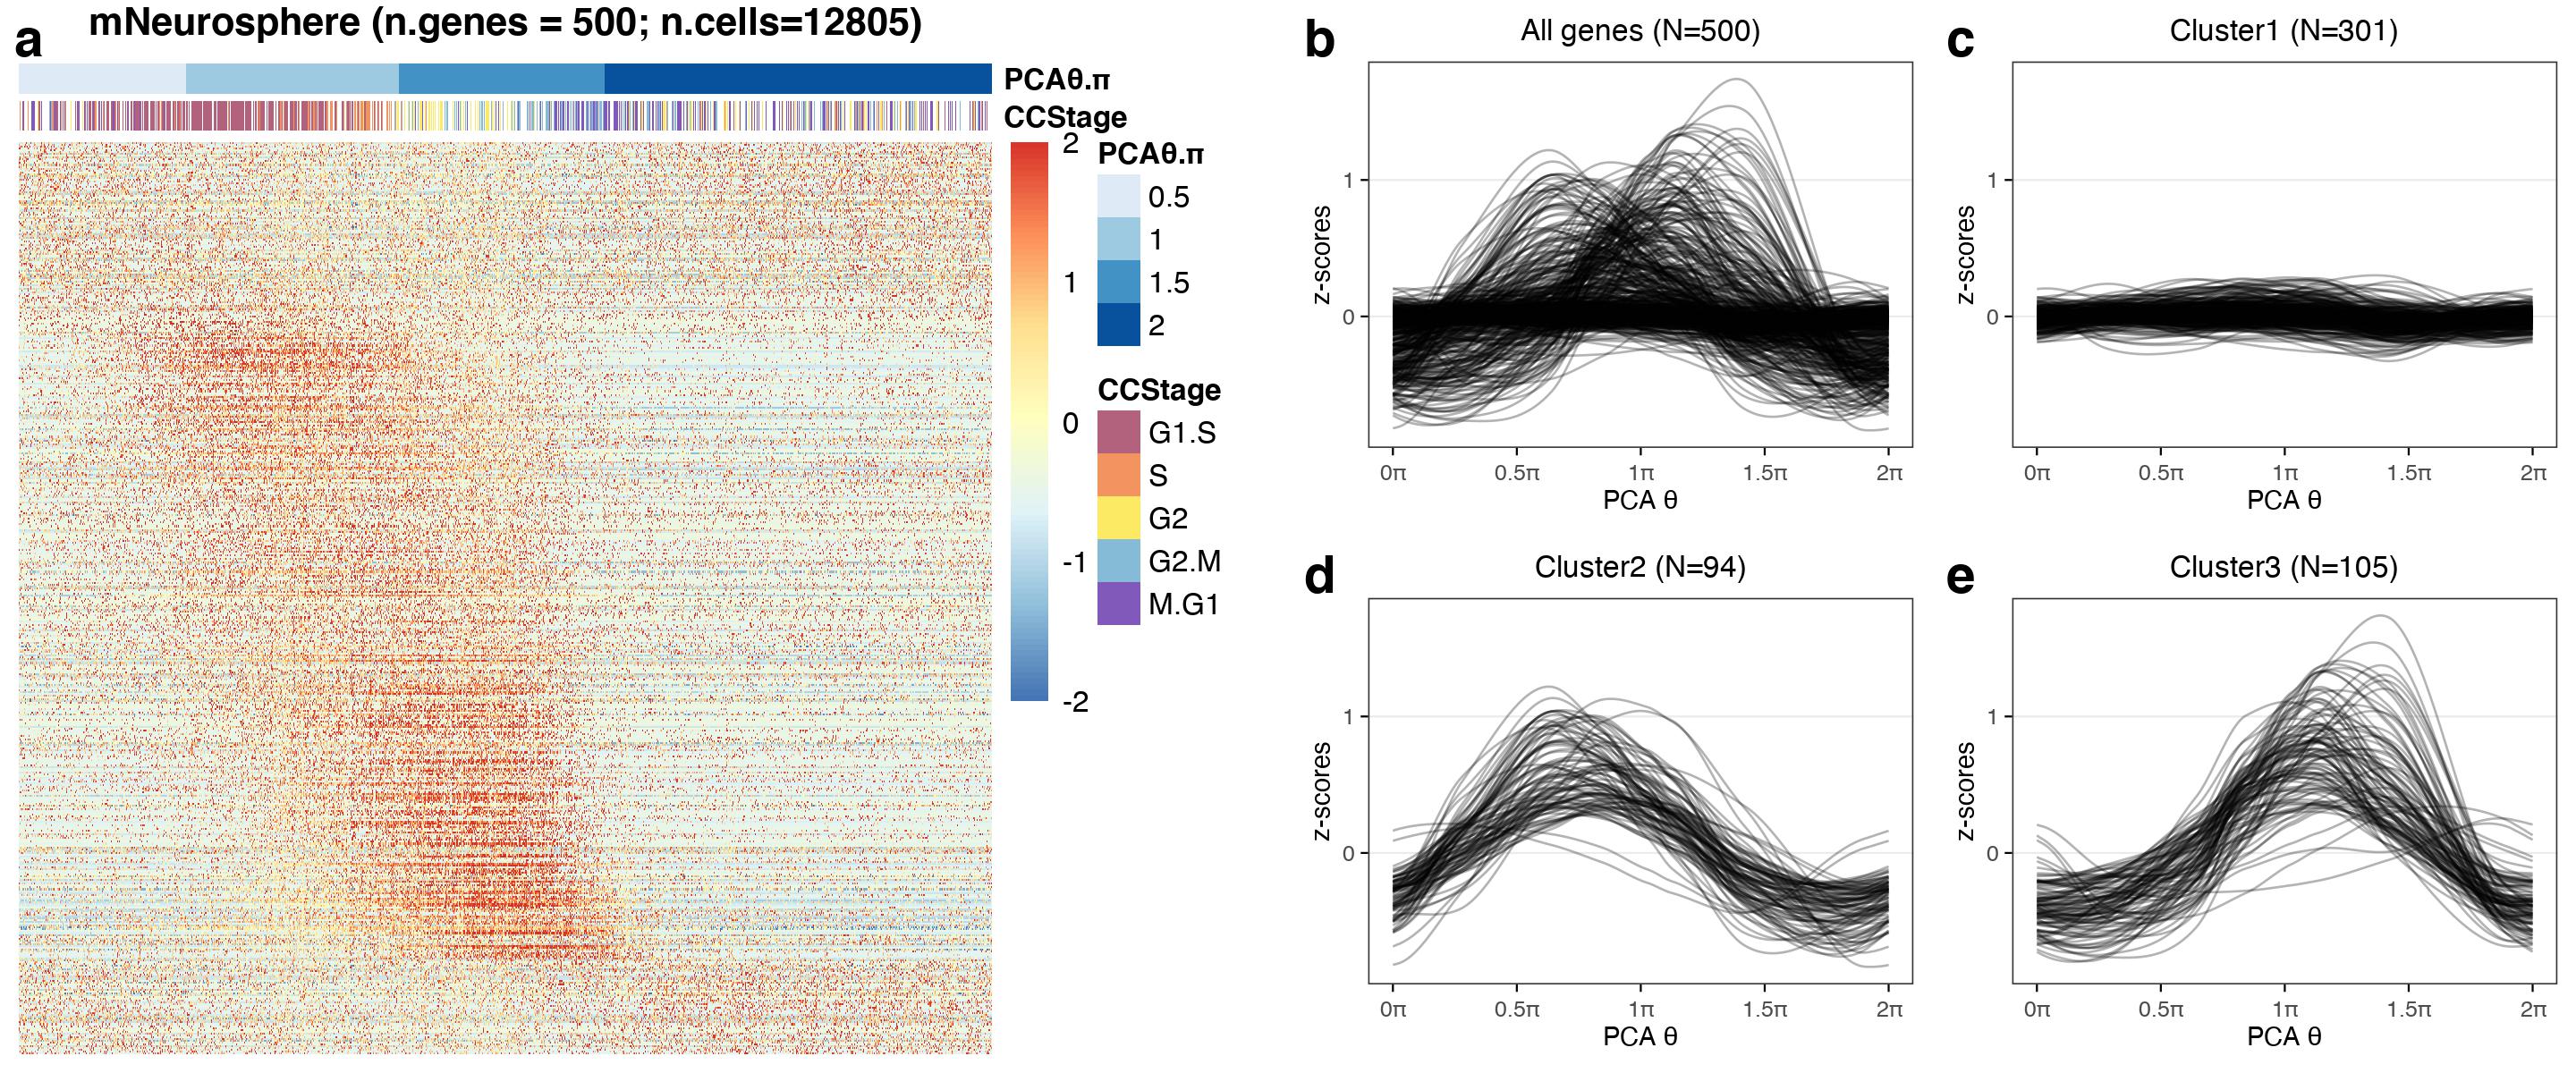 a
mNeurosphere (n.genes = 500; n.cells=12805)
PCAθ.π
CCStage
2
1
0
-1
-2
PCAθ.π
0.5
1
1.5
2
CCStage
G1.S
S
G2
G2.M
M.G1
b
All genes (N=500)
z-scores
1
0
0π 0.5π 1π 1.5π 2π
PCA θ
c
Cluster1 (N=301)
z-scores
1
0
0π 0.5π 1π 1.5π 2π
PCA θ
d
Cluster2 (N=94)
z-scores
1
0
0π 0.5π 1π 1.5π 2π
PCA θ
e
Cluster3 (N=105)
z-scores
1
0
0π 0.5π 1π 1.5π 2π
PCA θ